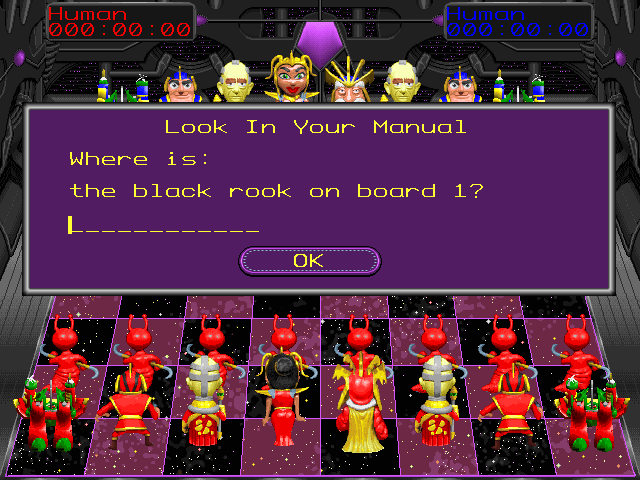 Human
000:00:00
Human
000:00:00
Look In Your Manual
Where is:
the black rook on board 1?
OK